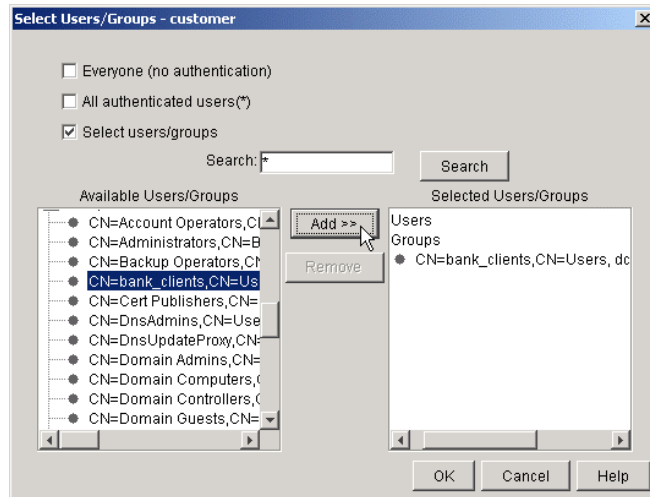 Select Users/Groups - customer
Everyone (no authentication)
All authenticated users(*)
Select users/groups
Search: *
Search
Available Users/Groups
CN=Account Operators,C
CN=Administrators,CN=B
CN=Backup Operators,CN
CN=bank_clients,CN=Us
CN=Cert Publishers,CN=
CN=DnsAdmins,CN=Use
CN=DnsUpdateProxy,CN=
CN=Domain Admins,CN=
CN=Domain Computers,C
CN=Domain Controllers,C
CN=Domain Guests,CN=
Add >>
Remove
Selected Users/Groups
Users
Groups
CN=bank_clients,CN=Users, dc
OK
Cancel
Help